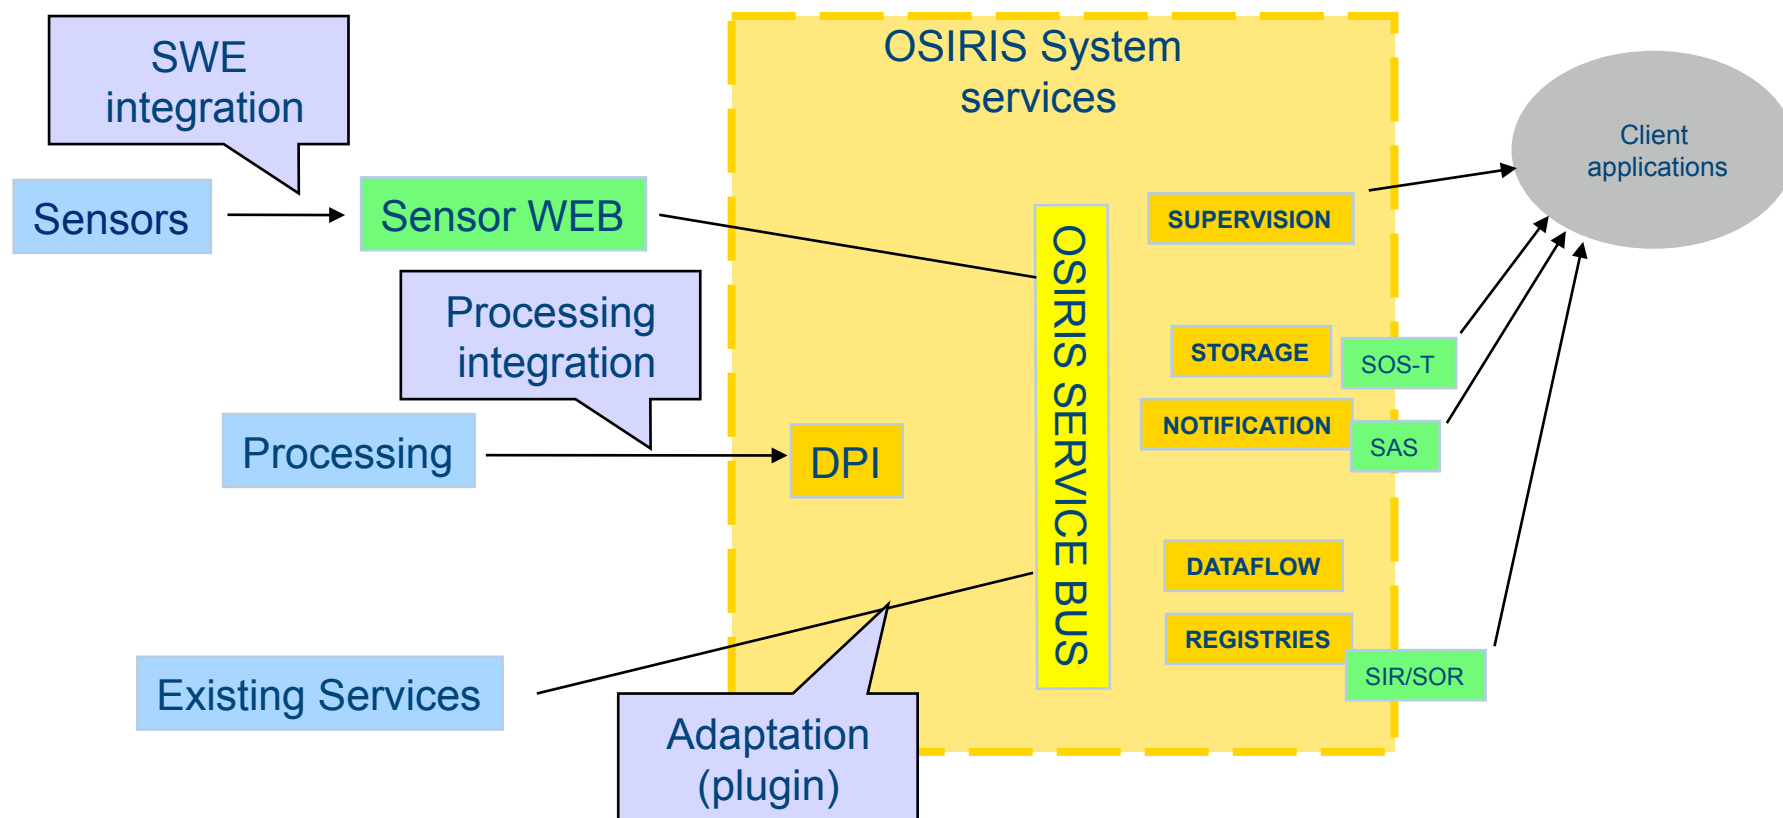 SWE
integration
OSIRIS System
services
Client
applications
Sensors
Sensor WEB
SUPERVISION
OSIRIS SERVICE BUS
Processing
integration
STORAGE
SOS-T
NOTIFICATION
SAS
Processing
DPI
DATAFLOW
REGISTRIES
SIR/SOR
Existing Services
Adaptation
(plugin)